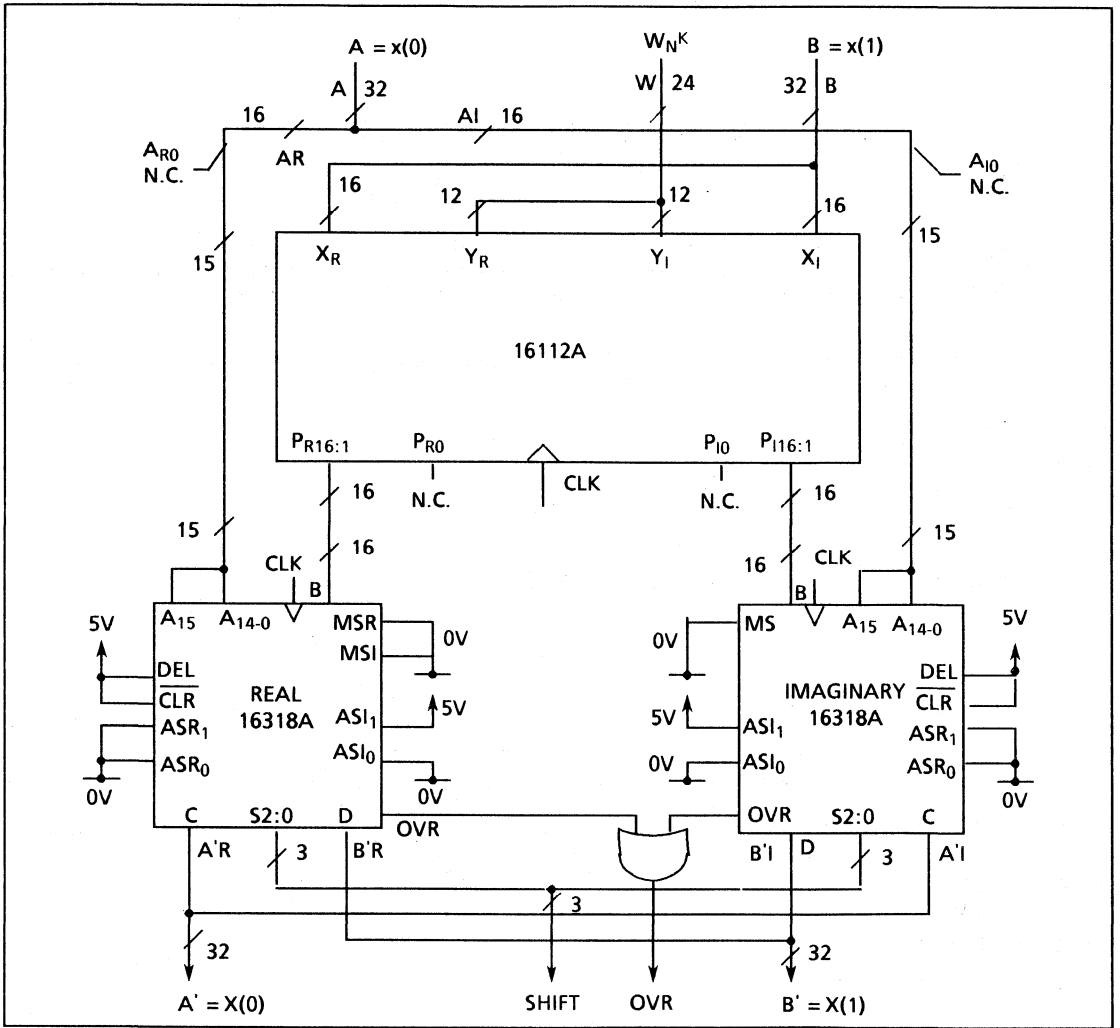 A = x(0)
W_N^K
B = x(1)
A 32
W 24
32 B
16
AR
AI 16
A_R0
N.C.
A_I0
N.C.
16
12
12
16
15
15
X_R
Y_R
Y_I
X_I
16112A
P_R16:1
P_R0
P_I0
P_I16:1
CLK
N.C.
N.C.
16
16
15
16
16
15
CLK
B
CLK
B
A_15
A_14-0
MSR
MSI
0V
5V
DEL
C̅L̅R̅
REAL
16318A
ASR_1
ASR_0
0V
ASI_1
5V
ASI_0
0V
C
S2:0
D
OVR
A_15
A_14-0
MS
0V
5V
DEL
C̅L̅R̅
IMAGINARY
16318A
5V
ASI_1
ASR_1
0V
ASI_0
ASR_0
0V
OVR
S2:0
C
A'R
3
B'R
B'I
D
3
A'I
3
32
32
A' = X(0)
SHIFT
OVR
B' = X(1)